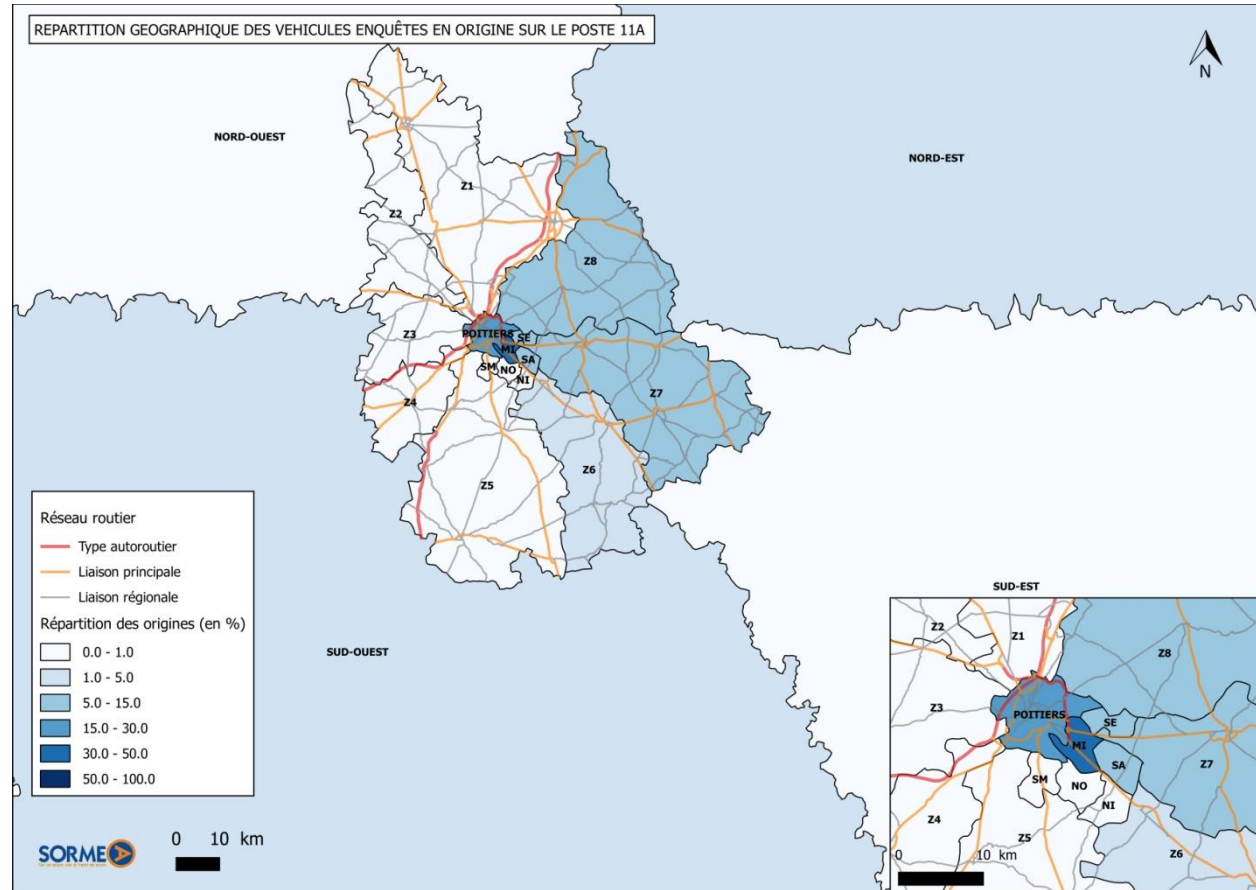 REPARTITION GEOGRAPHIQUE DES VEHICULES ENQUÊTES EN ORIGINE SUR LE POSTE 11A
N
NORD-OUEST
NORD-EST
Z1
Z2
Z8
Z3
POITIERS
SE
MI
SA
SM
NO
NI
Z4
Z7
Z6
Z5
SUD-OUEST
SUD-EST
Réseau routier
Type autoroutier
Liaison principale
Liaison régionale
Répartition des origines (en %)
0.0 - 1.0
1.0 - 5.0
5.0 - 15.0
15.0 - 30.0
30.0 - 50.0
50.0 - 100.0
SORMEA
0 10 km
Z2
Z1
Z8
Z3
POITIERS
SE
MI
SA
Z7
SM
NO
NI
Z4
Z5
Z6
0 10 km